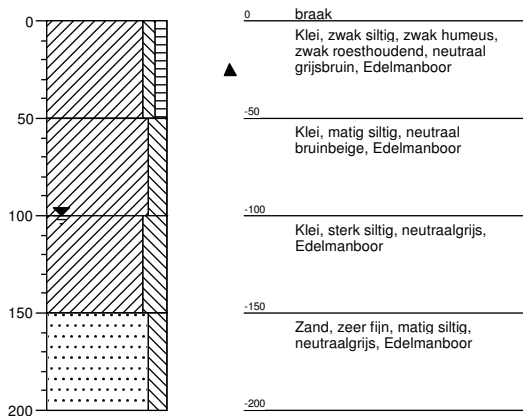 0
50
100
150
200
0
braak
Klei, zwak siltig, zwak humeus,
zwak roesthoudend, neutraal
grijsbruin, Edelmanboor
-50
Klei, matig siltig, neutraal
bruinbeige, Edelmanboor
-100
Klei, sterk siltig, neutraalgrijs,
Edelmanboor
-150
Zand, zeer fijn, matig siltig,
neutraalgrijs, Edelmanboor
-200